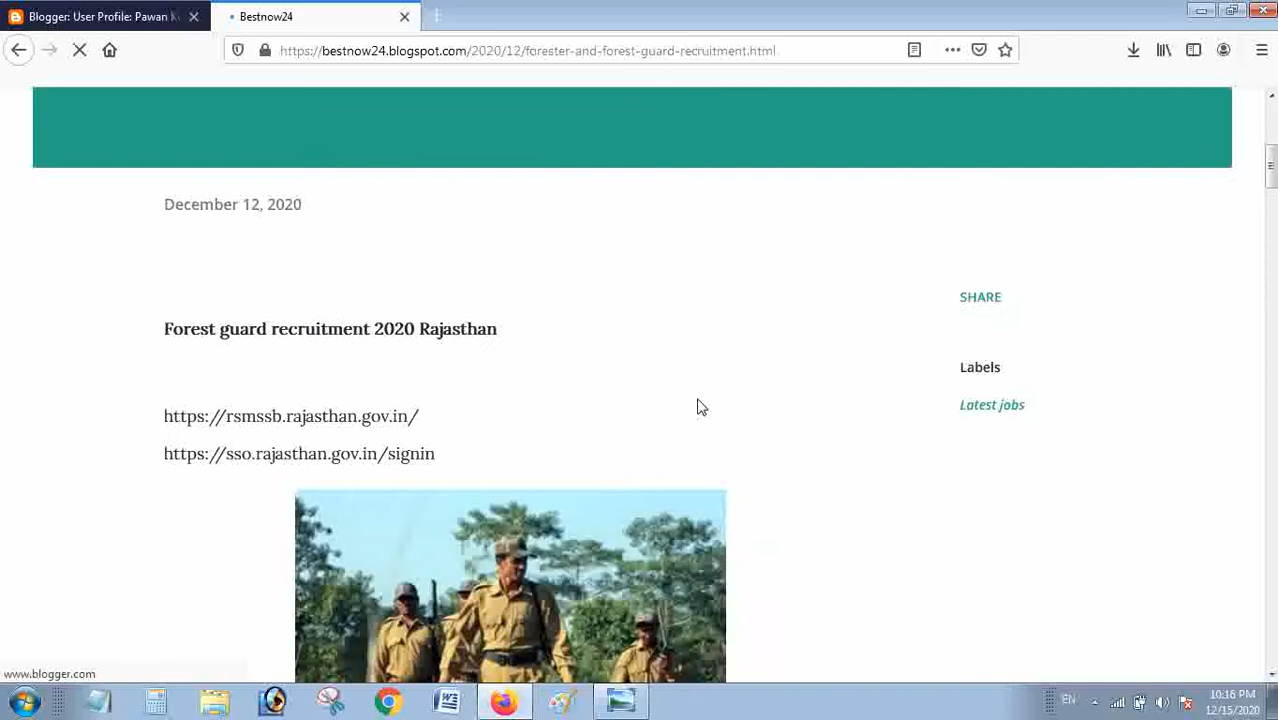 Blogger: User Profile: Pawan
Bestnow24
https://bestnow24.blogspot.com/2020/12/forester-and-forest-guard-recruitment.html
December 12, 2020
SHARE
Forest guard recruitment 2020 Rajasthan
Labels
Latest jobs
https://rsmssb.rajasthan.gov.in/
https://sso.rajasthan.gov.in/signin
www.blogger.com
EN
10:16 PM
12/15/2020